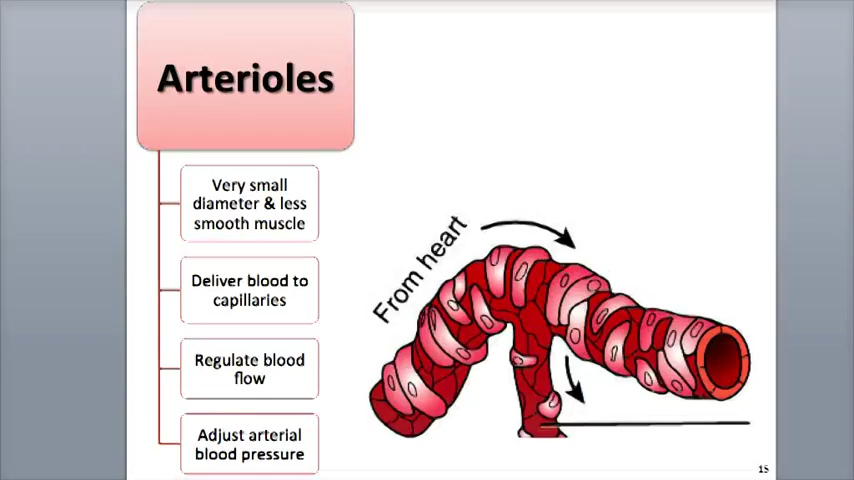 Arterioles
Very small
diameter & less
smooth muscle
Deliver blood to
capillaries
Regulate blood
flow
Adjust arterial
blood pressure
From heart
15